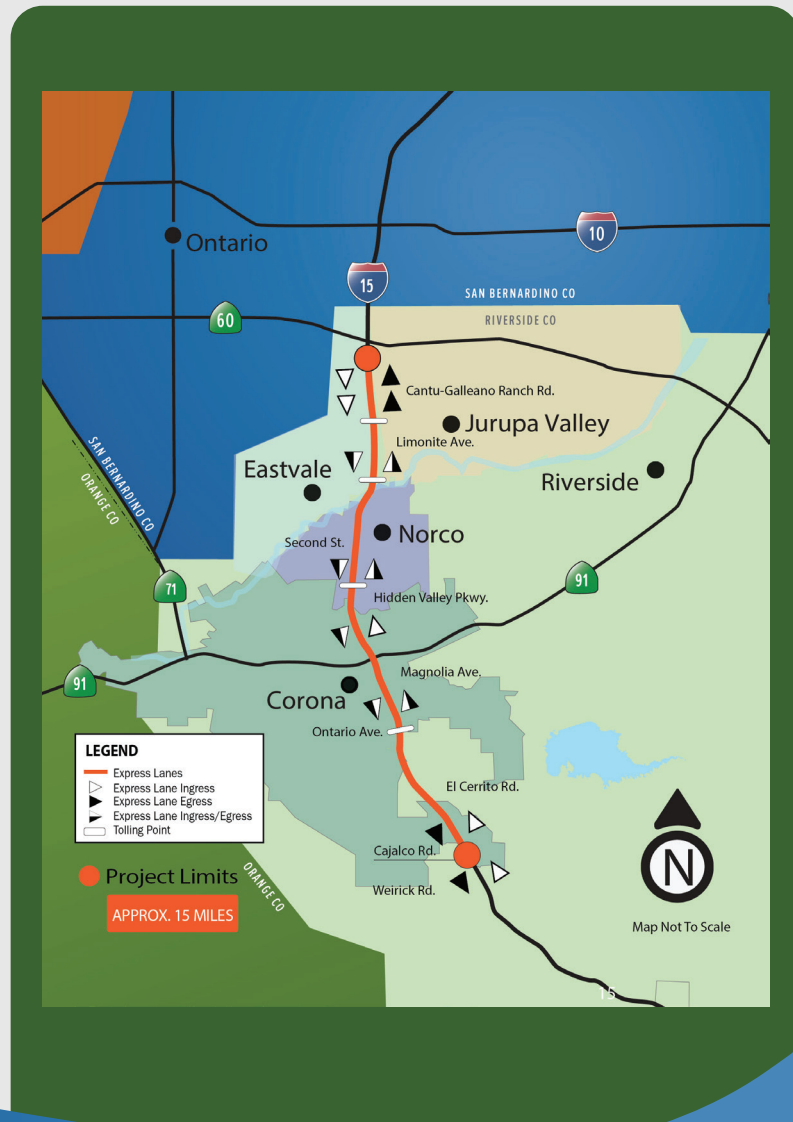 Ontario
10
15
SAN BERNARDINO CO
RIVERSIDE CO
60
Cantu-Galleano Ranch Rd.
Jurupa Valley
Limonite Ave.
SAN BERNARDINO CO
ORANGE CO
Eastvale
Riverside
Second St.
Norco
71
Hidden Valley Pkwy.
91
91
Magnolia Ave.
Corona
Ontario Ave.
LEGEND
Express Lanes
Express Lane Ingress
Express Lane Egress
Express Lane Ingress/Egress
Tolling Point
El Cerrito Rd.
Cajalco Rd.
Project Limits
Weirick Rd.
ORANGE CO
APPROX. 15 MILES
N
Map Not To Scale
15